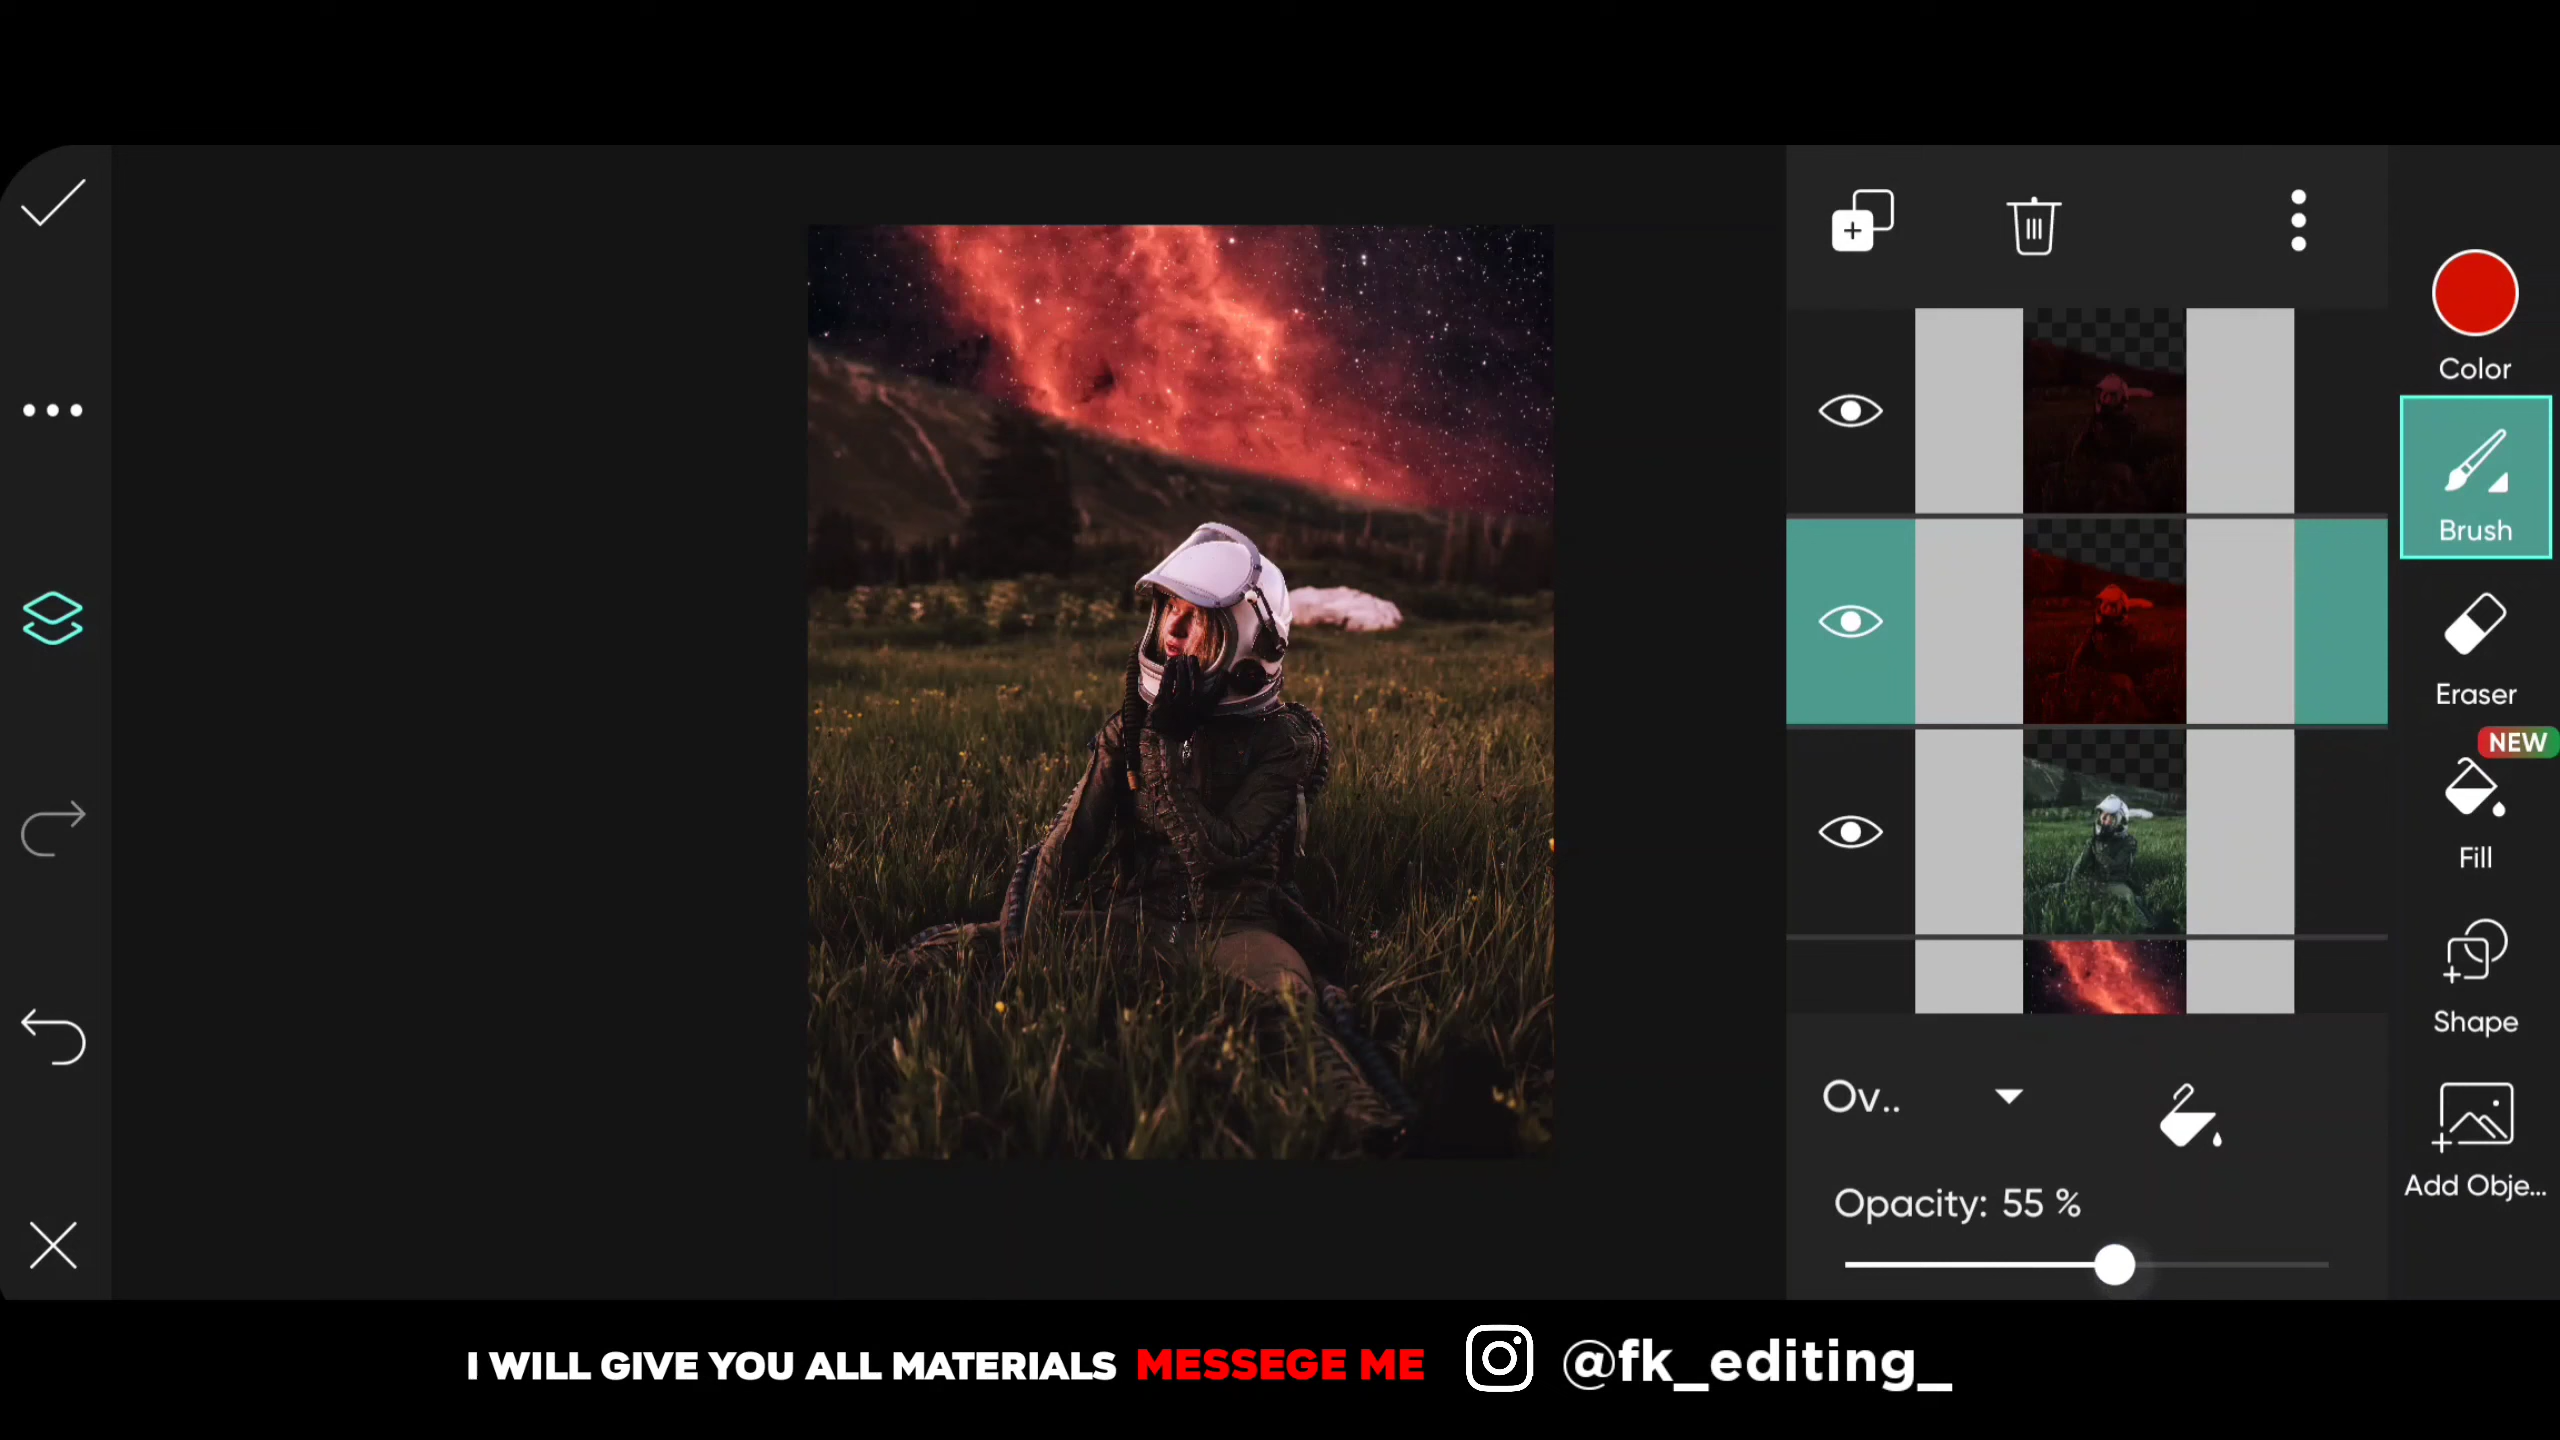 Color
Brush
Eraser
NEW
Fill
Shape
Add Obje...
Ov..
Opacity: 55 %
I WILL GIVE YOU ALL MATERIALS MESSEGE ME @fk_editing_